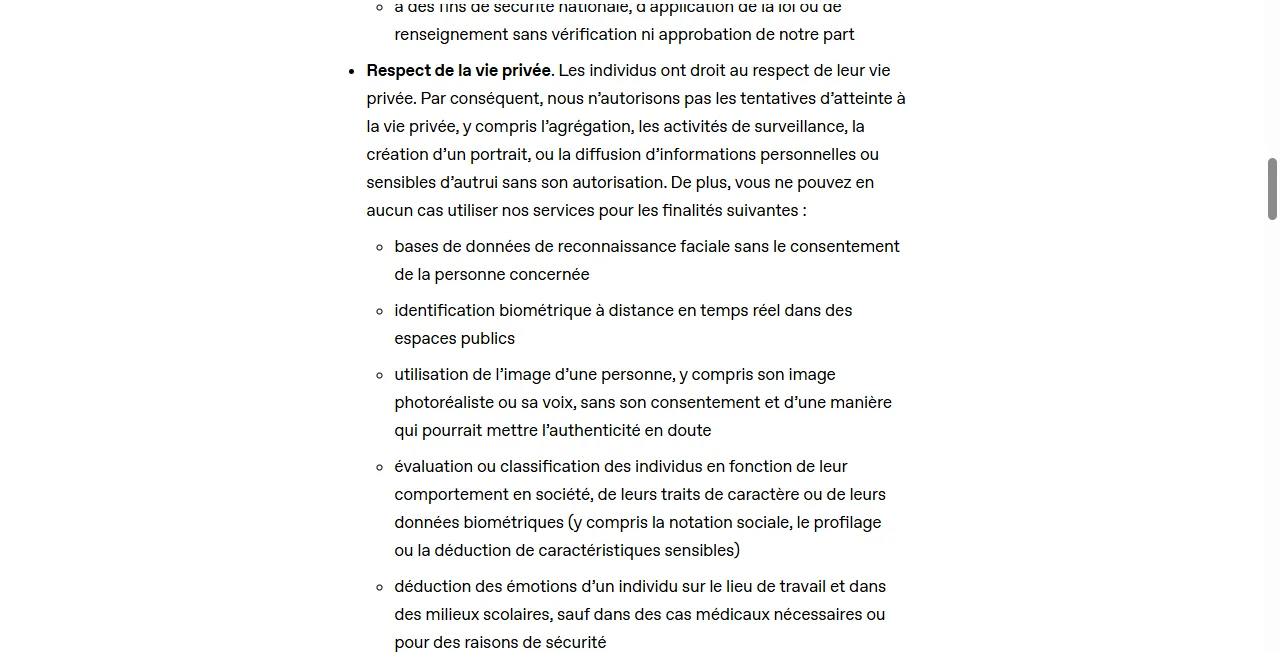 à des fins de sécurité nationale, d’application de la loi ou de
renseignement sans vérification ni approbation de notre part
Respect de la vie privée. Les individus ont droit au respect de leur vie
privée. Par conséquent, nous n’autorisons pas les tentatives d’atteinte à
la vie privée, y compris l’agrégation, les activités de surveillance, la
création d’un portrait, ou la diffusion d’informations personnelles ou
sensibles d’autrui sans son autorisation. De plus, vous ne pouvez en
aucun cas utiliser nos services pour les finalités suivantes :
bases de données de reconnaissance faciale sans le consentement
de la personne concernée
identification biométrique à distance en temps réel dans des
espaces publics
utilisation de l’image d’une personne, y compris son image
photoréaliste ou sa voix, sans son consentement et d’une manière
qui pourrait mettre l’authenticité en doute
évaluation ou classification des individus en fonction de leur
comportement en société, de leurs traits de caractère ou de leurs
données biométriques (y compris la notation sociale, le profilage
ou la déduction de caractéristiques sensibles)
déduction des émotions d’un individu sur le lieu de travail et dans
des milieux scolaires, sauf dans des cas médicaux nécessaires ou
pour des raisons de sécurité